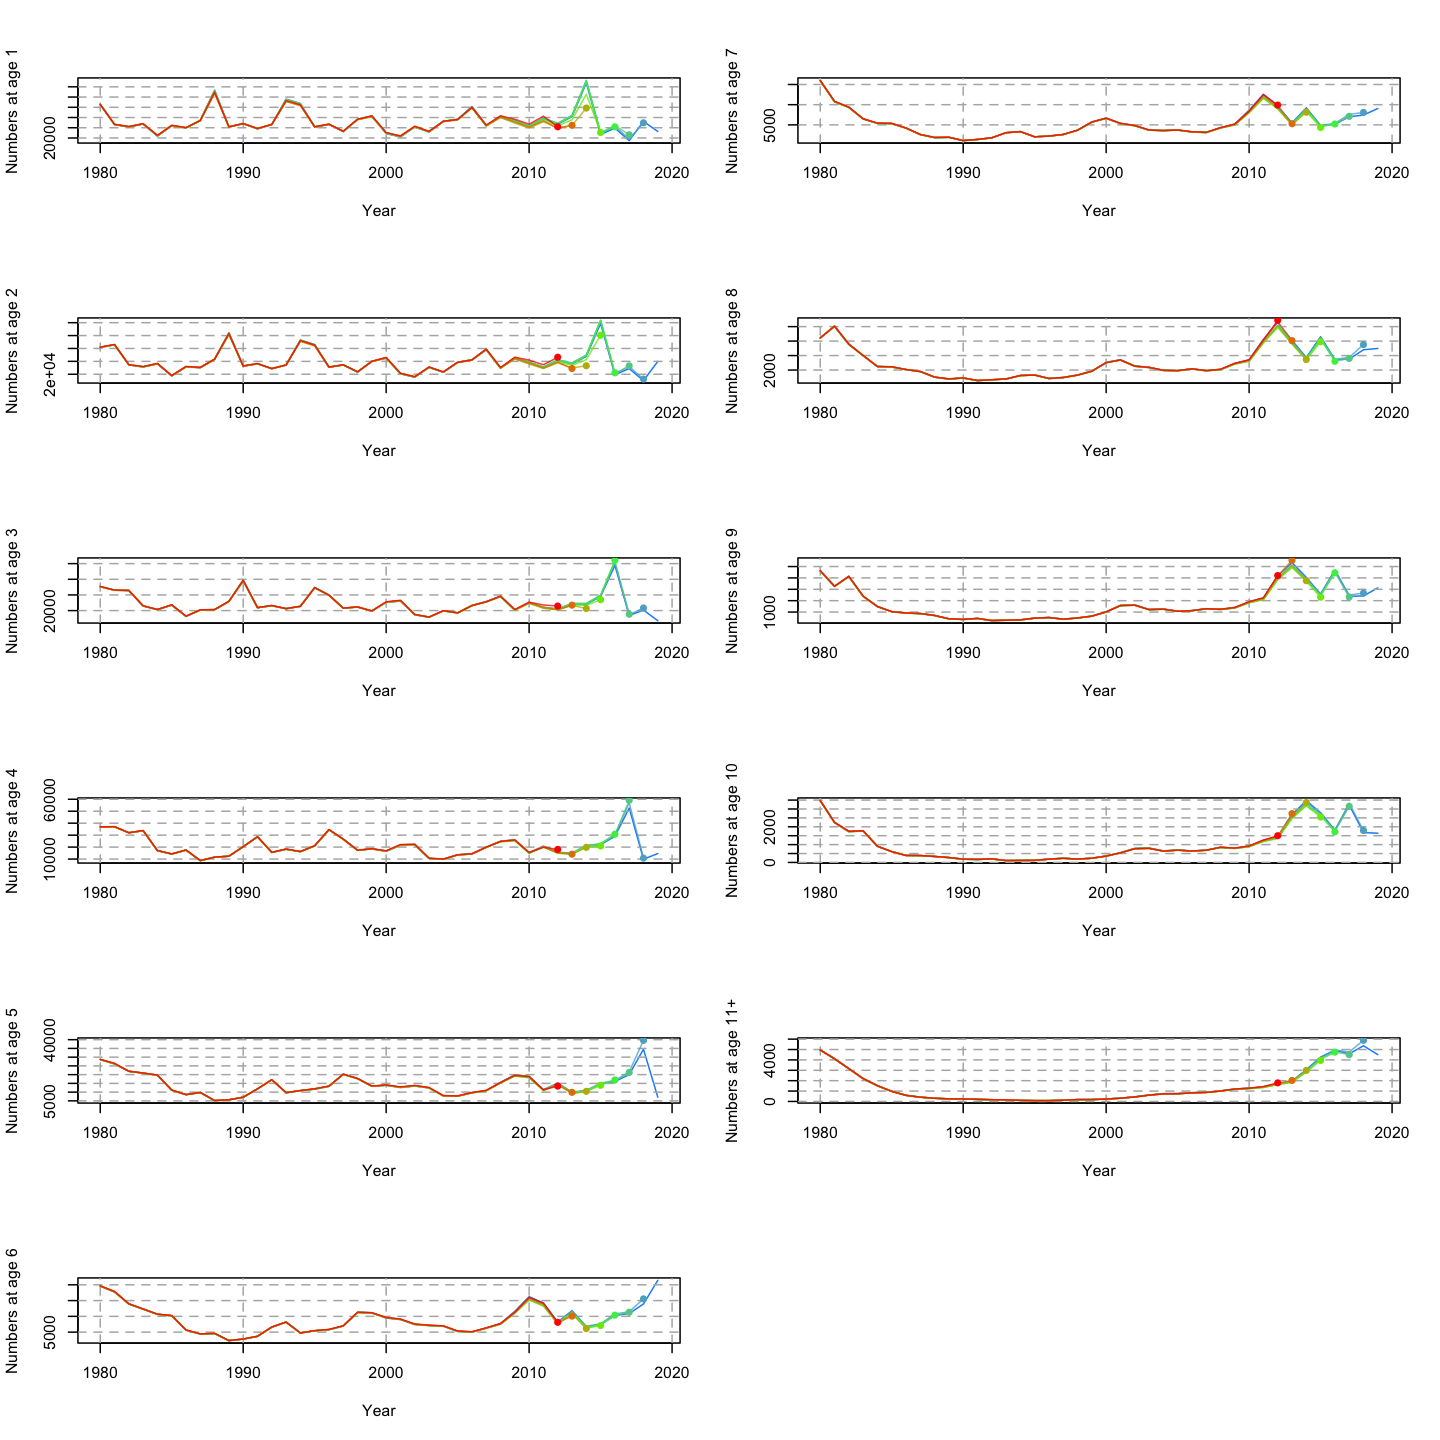 Numbers at age 1
20000
1980 1990 2000 2010 2020
Year
Numbers at age 2
2e+04
1980 1990 2000 2010 2020
Year
Numbers at age 3
20000
1980 1990 2000 2010 2020
Year
Numbers at age 4
10000 60000
1980 1990 2000 2010 2020
Year
Numbers at age 5
5000 40000
1980 1990 2000 2010 2020
Year
Numbers at age 6
5000
1980 1990 2000 2010 2020
Year
Numbers at age 7
5000
1980 1990 2000 2010 2020
Year
Numbers at age 8
2000
1980 1990 2000 2010 2020
Year
Numbers at age 9
1000
1980 1990 2000 2010 2020
Year
Numbers at age 10
0 2000
1980 1990 2000 2010 2020
Year
Numbers at age 11+
0 4000
1980 1990 2000 2010 2020
Year